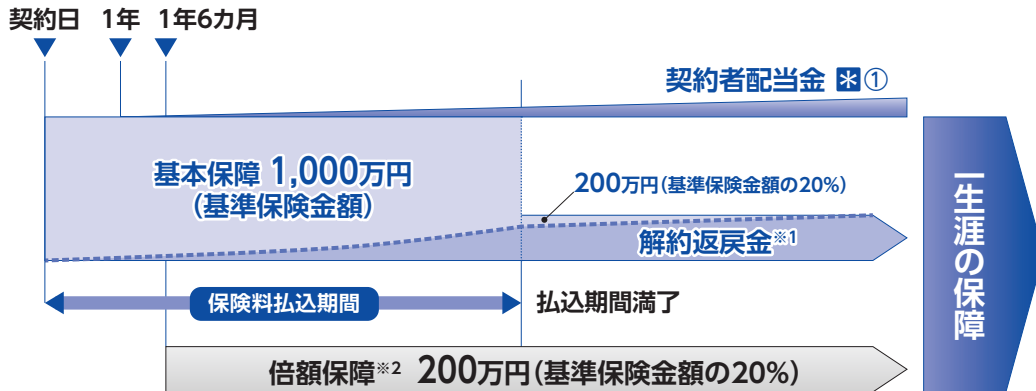 契約日 1年 1年6カ月
契約者配当金 *①
基本保障 1,000万円
(基準保険金額)
200万円(基準保険金額の20%)
解約返戻金※1
保険料払込期間
払込期間満了
倍額保障※2 200万円(基準保険金額の20%)
一生涯の保障